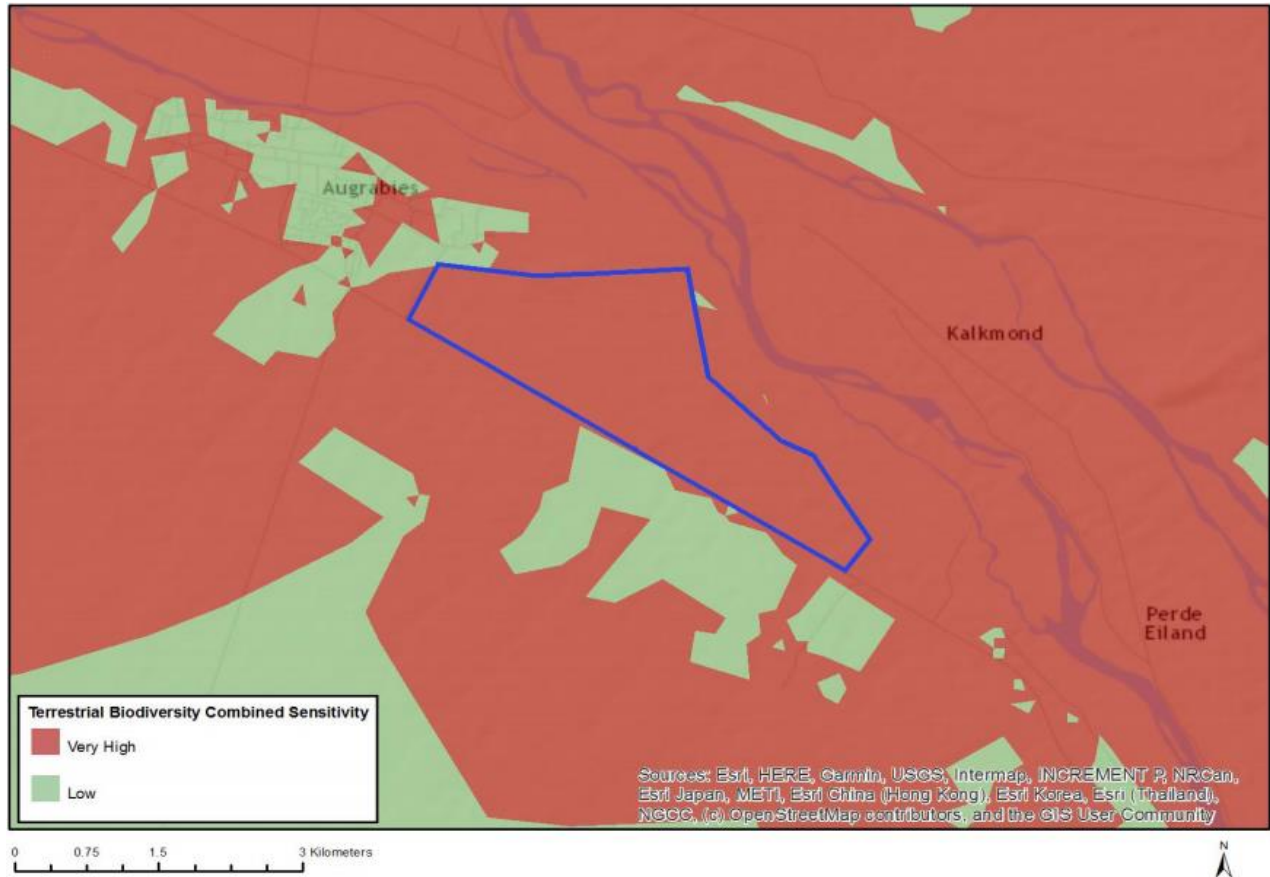 Augrabies
Kalkmond
Perde
Eiland
Terrestrial Biodiversity Combined Sensitivity
Very High
Low
Sources: Esri, HERE, Garmin, USGS, Intermap, INCREMENT P, NRCan,
Esri Japan, METI, Esri China (Hong Kong), Esri Korea, Esri (Thailand),
NGCC, (c) OpenStreetMap contributors, and the GIS User Community
0 0.75 1.5 3 Kilometers
N